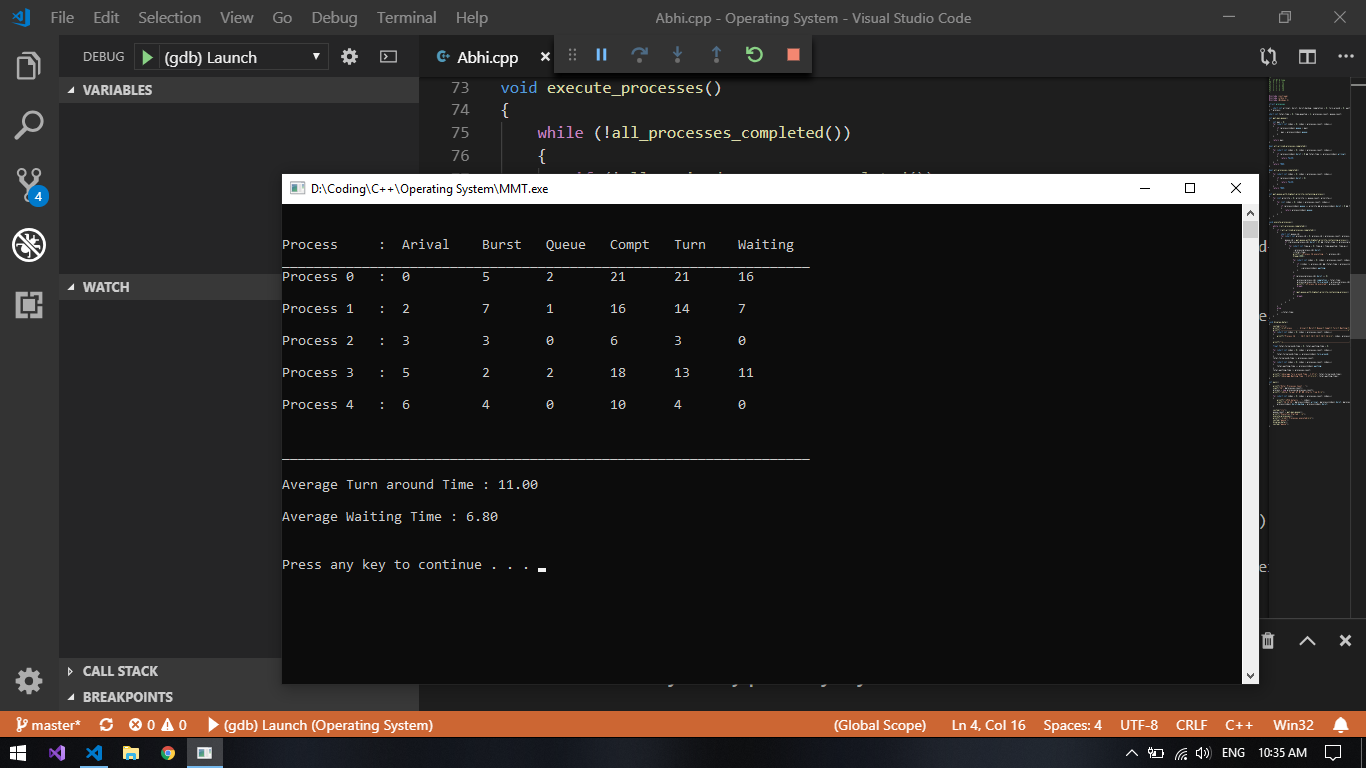 File Edit Selection View Go Debug Terminal Help Abhi.cpp - Operating System - Visual Studio Code
DEBUG (gdb) Launch
Abhi.cpp
VARIABLES
73 void execute_processes()
74 {
75 while (!all_processes_completed())
76 {
4
D:\Coding\C++\Operating System\MMT.exe
Process : Arival Burst Queue Compt Turn Waiting
Process 0 : 0 5 2 21 21 16
Process 1 : 2 7 1 16 14 7
Process 2 : 3 3 0 6 3 0
Process 3 : 5 2 2 18 13 11
Process 4 : 6 4 0 10 4 0
Average Turn around Time : 11.00
Average Waiting Time : 6.80
Press any key to continue . . .
WATCH
CALL STACK
BREAKPOINTS
master* 0 0 (gdb) Launch (Operating System) (Global Scope) Ln 4, Col 16 Spaces: 4 UTF-8 CRLF C++ Win32
ENG 10:35 AM